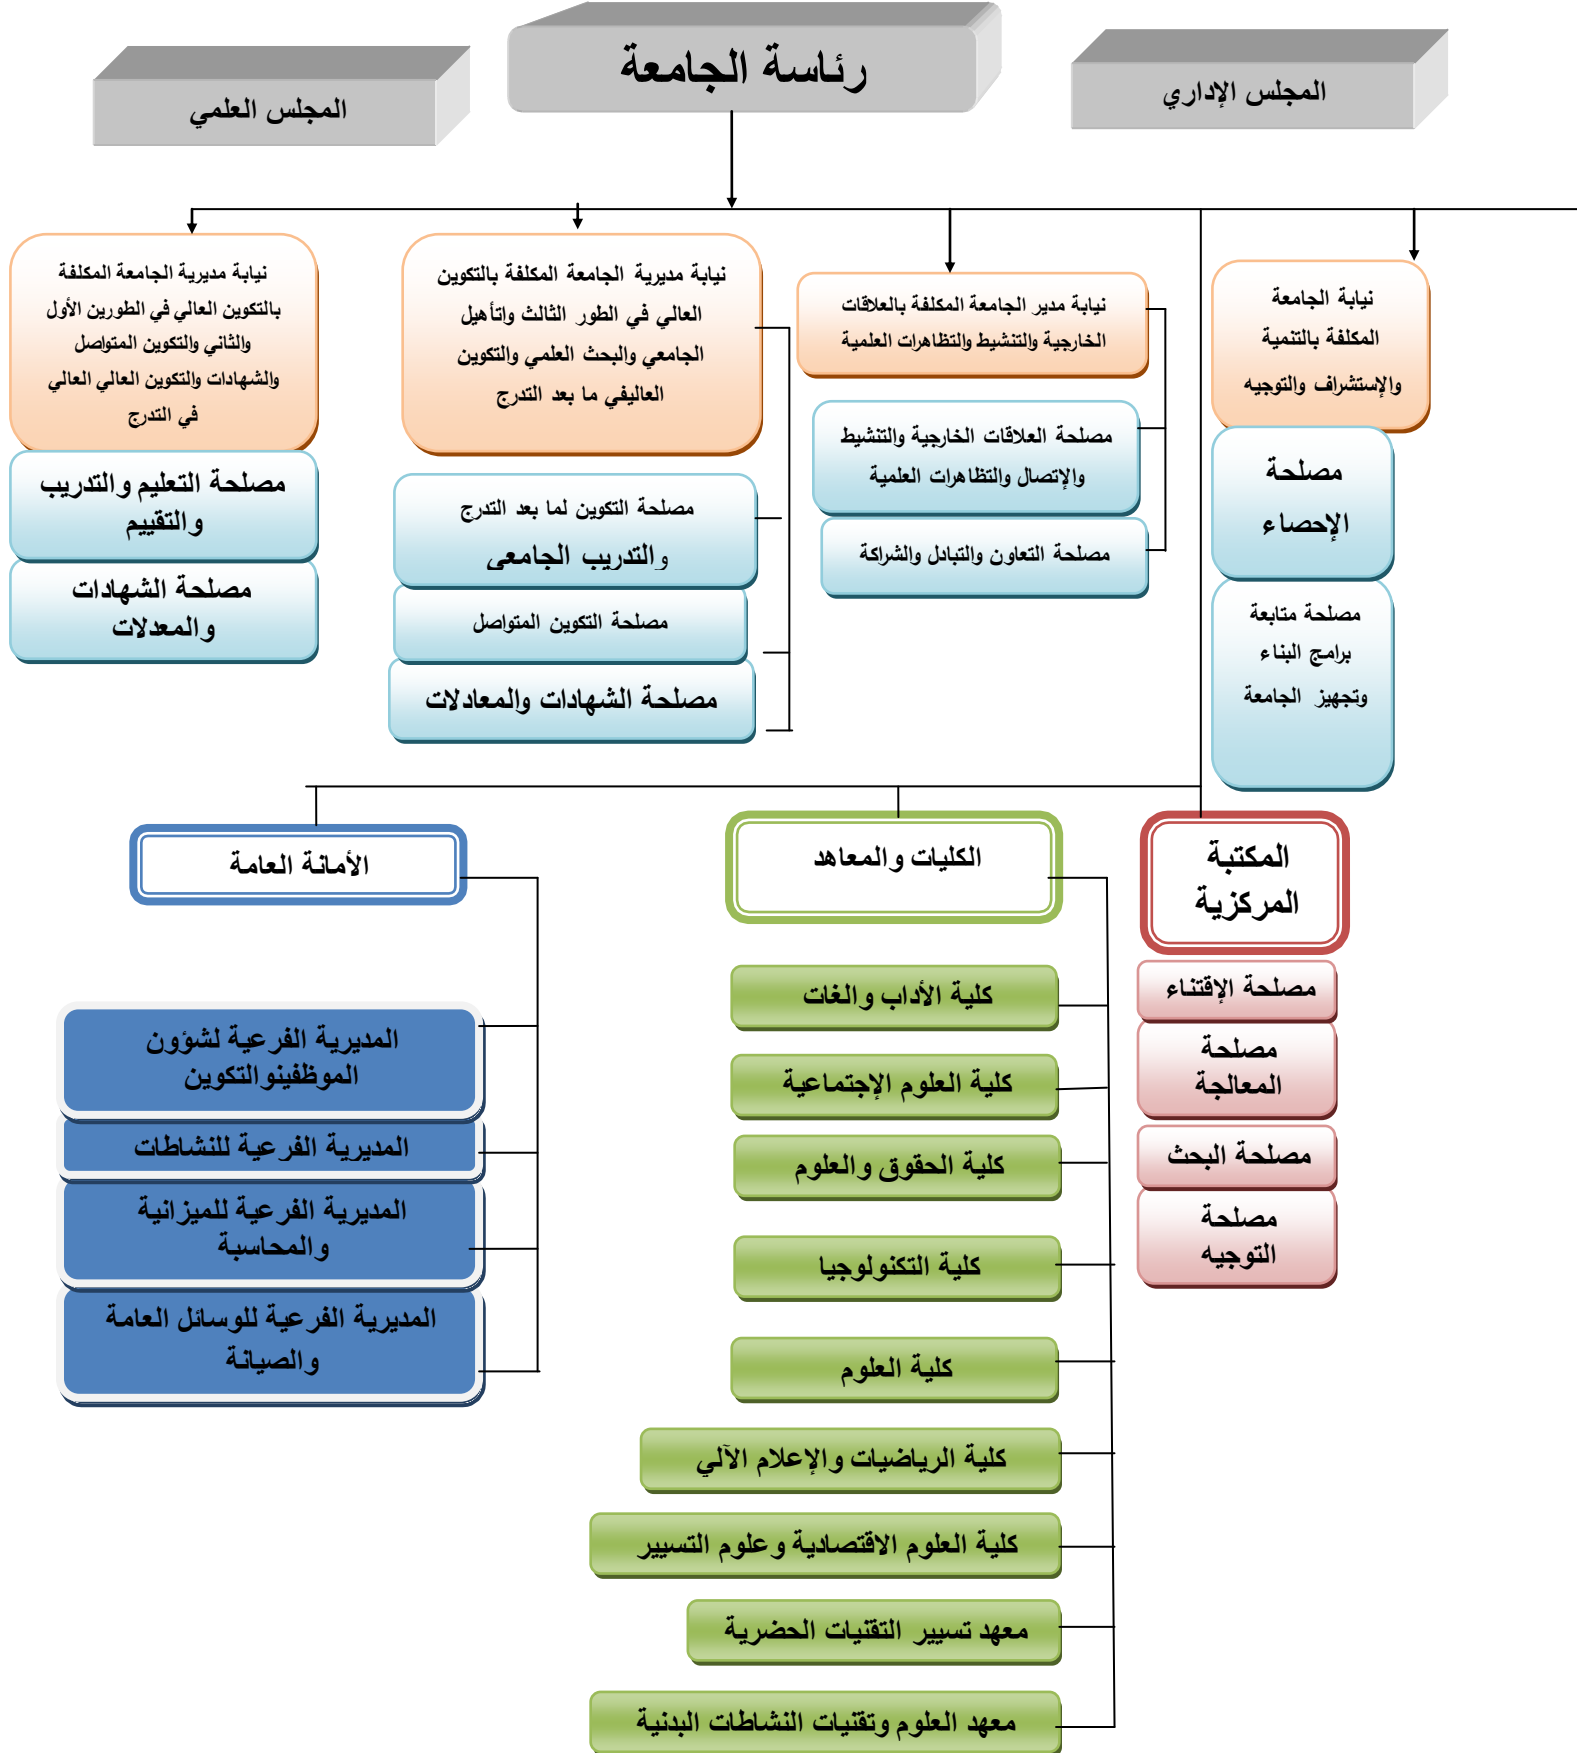 رئاسة الجامعة
المجلس الإداري
المجلس العلمي
نيابة الجامعة
المكلفة بالتنمية
والإستشراف والتوجيه
مصلحة
الإحصاء
مصلحة متابعة
برامج البناء
وتجهيز الجامعة
نيابة مدير الجامعة المكلفة بالعلاقات
الخارجية والتنشيط والتظاهرات العلمية
مصلحة العلاقات الخارجية والتنشيط
والإتصال والتظاهرات العلمية
مصلحة التعاون والتبادل والشراكة
نيابة مديرية الجامعة المكلفة بالتكوين
العالي في الطور الثالث واتأهيل
الجامعي والبحث العلمي والتكوين
العاليفي ما بعد التدرج
مصلحة التكوين لما بعد التدرج
والتدريب الجامعي
مصلحة التكوين المتواصل
مصلحة الشهادات والمعادلات
نيابة مديرية الجامعة المكلفة
بالتكوين العالي في الطورين الأول
والثاني والتكوين المتواصل
والشهادات والتكوين العالي العالي
في التدرج
مصلحة التعليم والتدريب
والتقييم
مصلحة الشهادات
والمعدلات
المكتبة
المركزية
مصلحة الإقتناء
مصلحة
المعالجة
مصلحة البحث
مصلحة
التوجيه
الكليات والمعاهد
كلية الأداب والغات
كلية العلوم الإجتماعية
كلية الحقوق والعلوم
كلية التكنولوجيا
كلية العلوم
كلية الرياضيات والإعلام الآلي
كلية العلوم الاقتصادية وعلوم التسيير
معهد تسيير التقنيات الحضرية
معهد العلوم وتقنيات النشاطات البدنية
الأمانة العامة
المديرية الفرعية لشؤون
الموظفينوالتكوين
المديرية الفرعية للنشاطات
المديرية الفرعية للميزانية
والمحاسبة
المديرية الفرعية للوسائل العامة
والصيانة